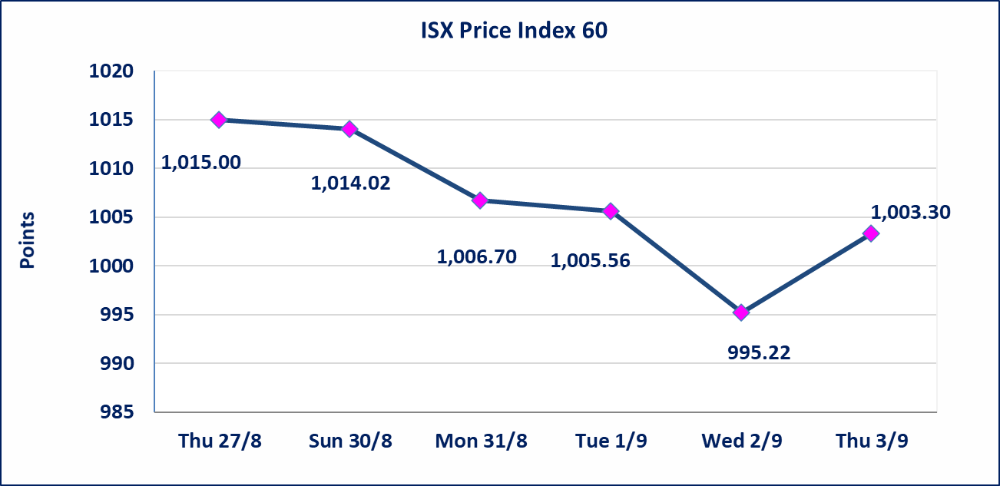 ISX Price Index 60
1020
1015
1010
1005
1000
995
990
985
Points
1,015.00
1,014.02
1,006.70
1,005.56
995.22
1,003.30
Thu 27/8
Sun 30/8
Mon 31/8
Tue 1/9
Wed 2/9
Thu 3/9